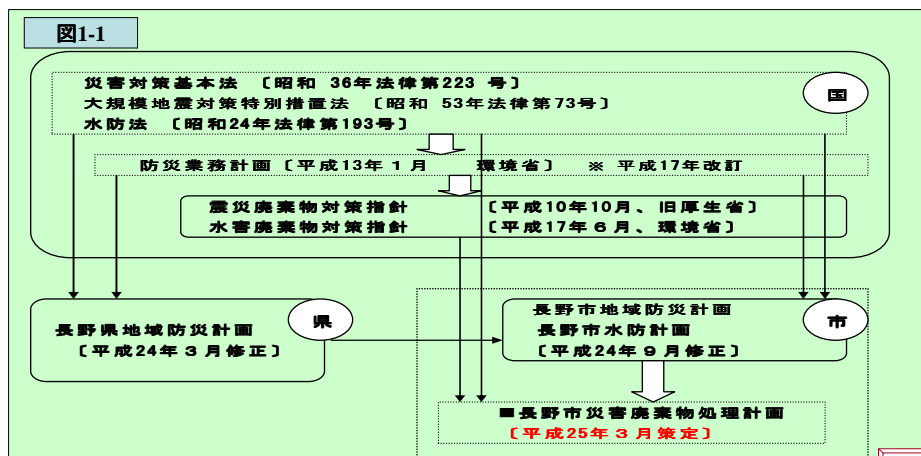 図1-1
災害対策基本法 〔昭和 36年法律第223 号〕
国
大規模地震対策特別措置法 〔昭和 53年法律第73号〕
水防法 〔昭和24年法律第193号〕
防災業務計画〔平成13年1月 環境省〕 ※ 平成17年改訂
震災廃棄物対策指針 〔平成10年10月、旧厚生省〕
水害廃棄物対策指針 〔平成17年6月、環境省〕
県
長野県地域防災計画
〔平成24年3月修正〕
市
長野市地域防災計画
長野市水防計画
〔平成24年9月修正〕
■長野市災害廃棄物処理計画
〔平成25年3月策定〕